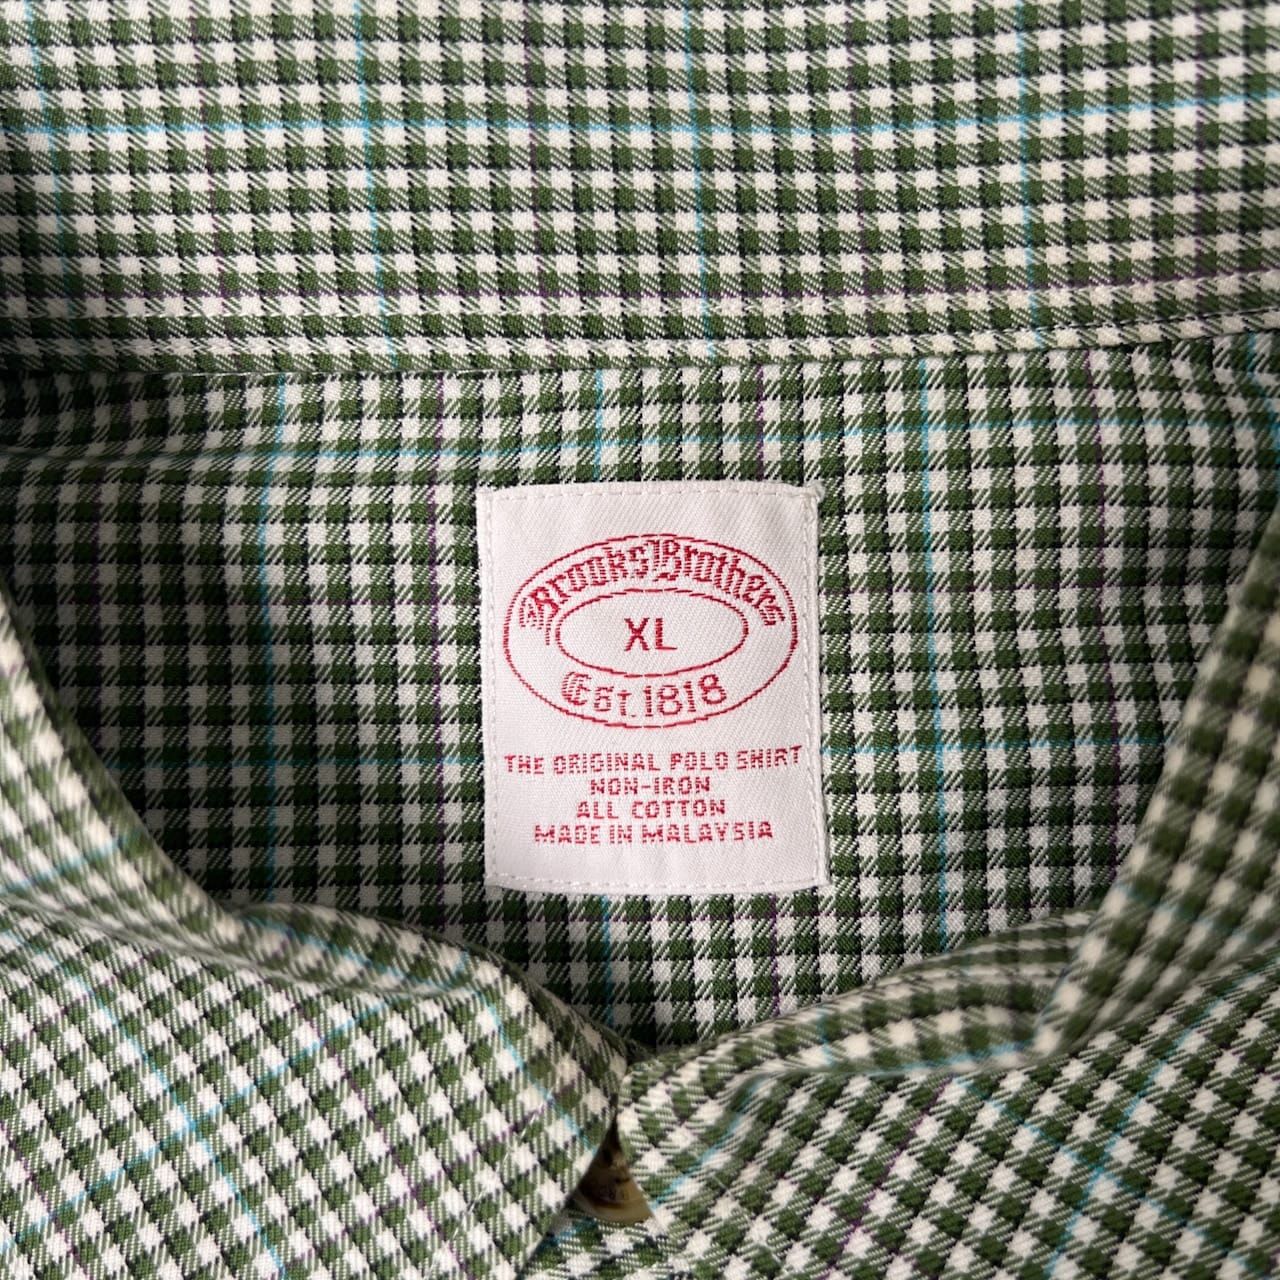 Brooks Brothers
XL
Est. 1818
THE ORIGINAL POLO SHIRT
NON-IRON
ALL COTTON
MADE IN MALAYSIA